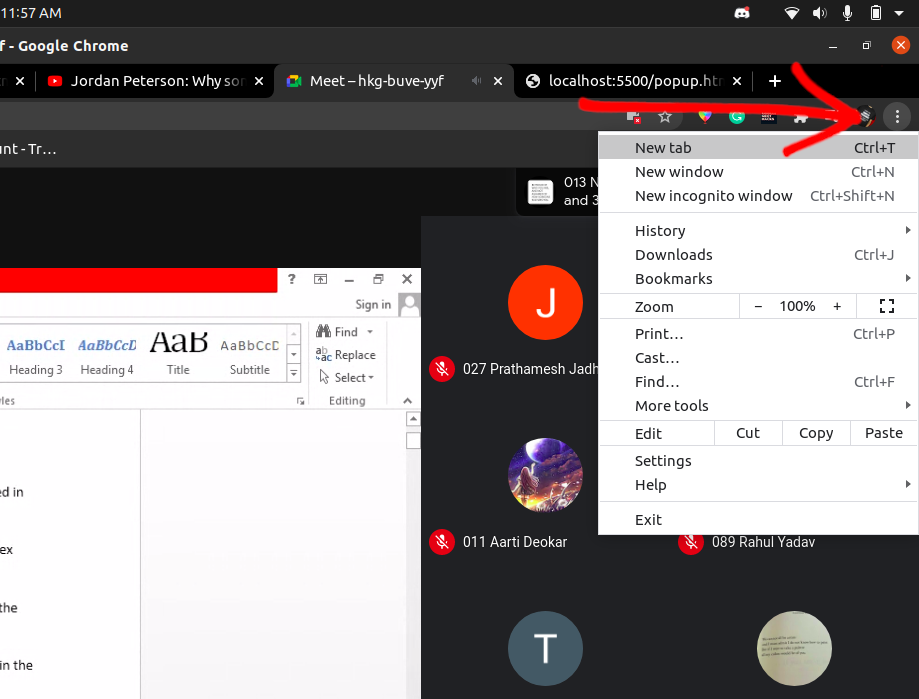 11:57 AM
f - Google Chrome
Jordan Peterson: Why so
Meet – hkg-buve-yyf
localhost:5500/popup.ht
unt - Tr…
New tab Ctrl+T
New window Ctrl+N
New incognito window Ctrl+Shift+N
History
Downloads Ctrl+J
Bookmarks
Zoom − 100% +
Print… Ctrl+P
Cast…
Find… Ctrl+F
More tools
Edit Cut Copy Paste
Settings
Help
Exit
013 N
and 3
?
Sign in
AaBbCcI AaBbCcD AaB AaBbCcD
Heading 3 Heading 4 Title Subtitle
Find
Replace
Select
les
Editing
ed in
ex
the
in the
J
027 Prathamesh Jadh
011 Aarti Deokar
089 Rahul Yadav
T